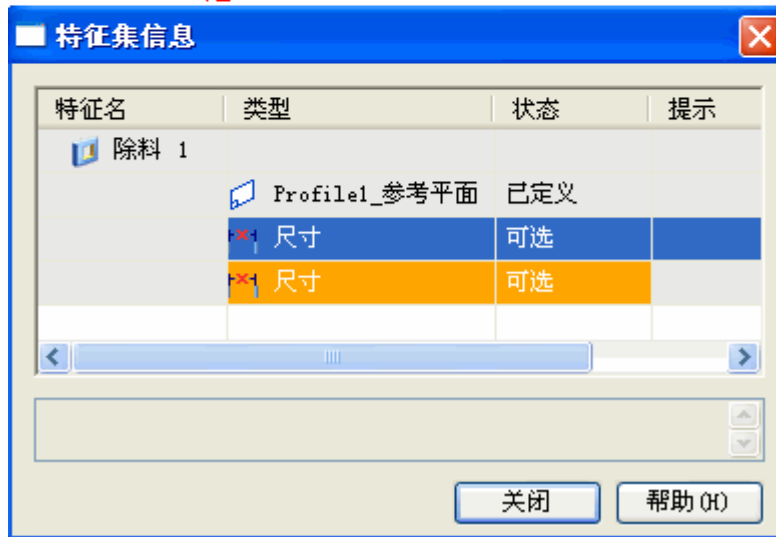 特征集信息
特征名 类型 状态 提示
除料 1
Profile1_参考平面 已定义
尺寸 可选
尺寸 可选
关闭 帮助(H)